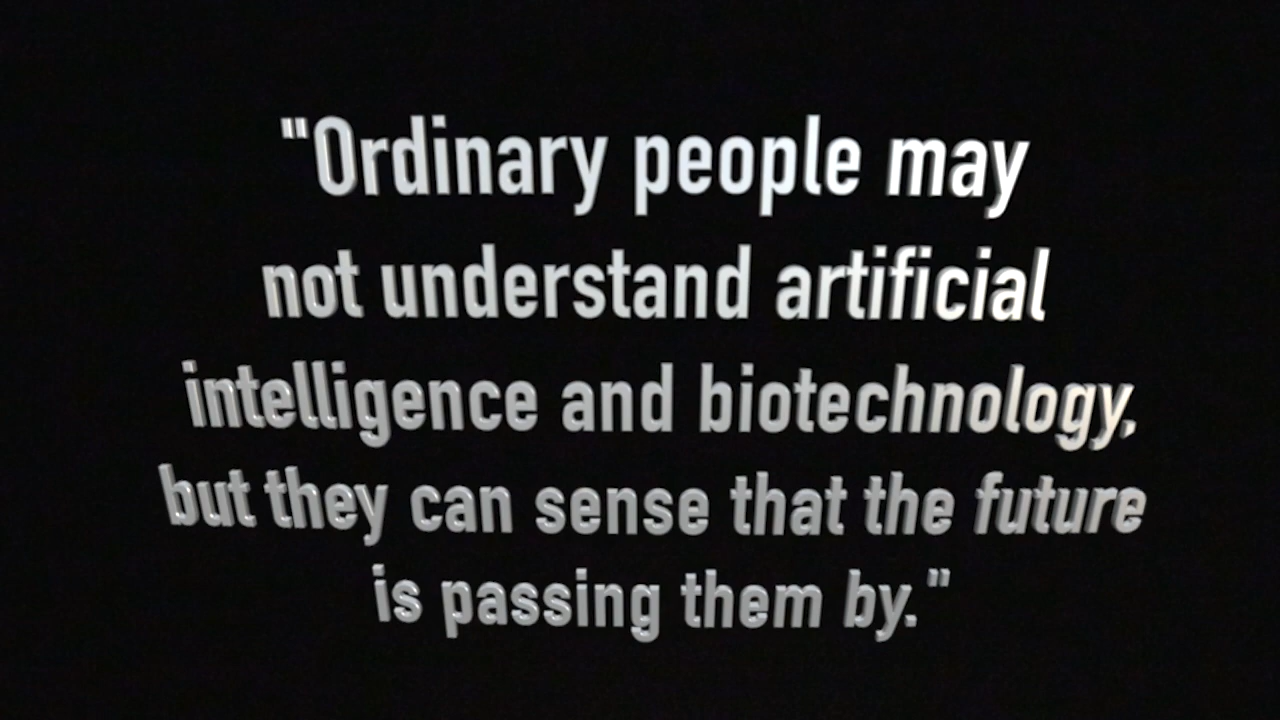 "Ordinary people may
not understand artificial
intelligence and biotechnology,
but they can sense that the future
is passing them by."